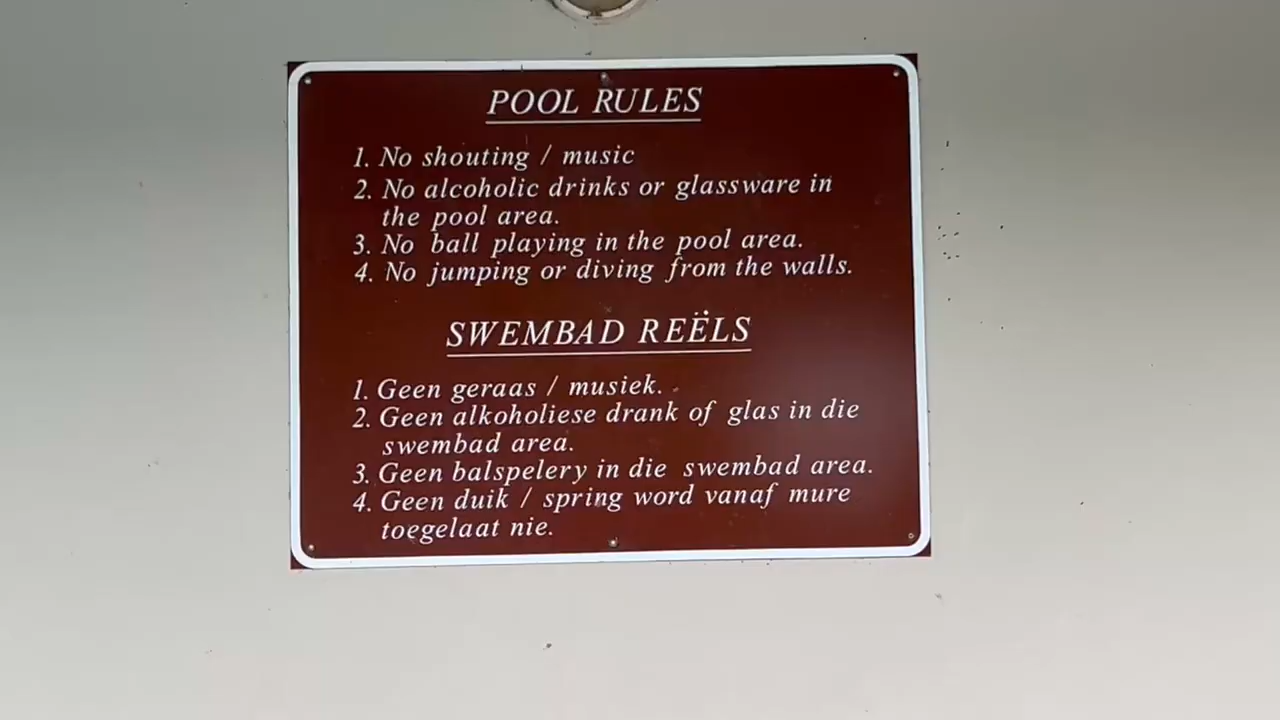 POOL RULES
1. No shouting / music
2. No alcoholic drinks or glassware in
the pool area.
3. No ball playing in the pool area.
4. No jumping or diving from the walls.
SWEMBAD REËLS
1. Geen geraas / musiek.
2. Geen alkoholiese drank of glas in die
swembad area.
3. Geen balspelery in die swembad area.
4. Geen duik / spring word vanaf mure
toegelaat nie.